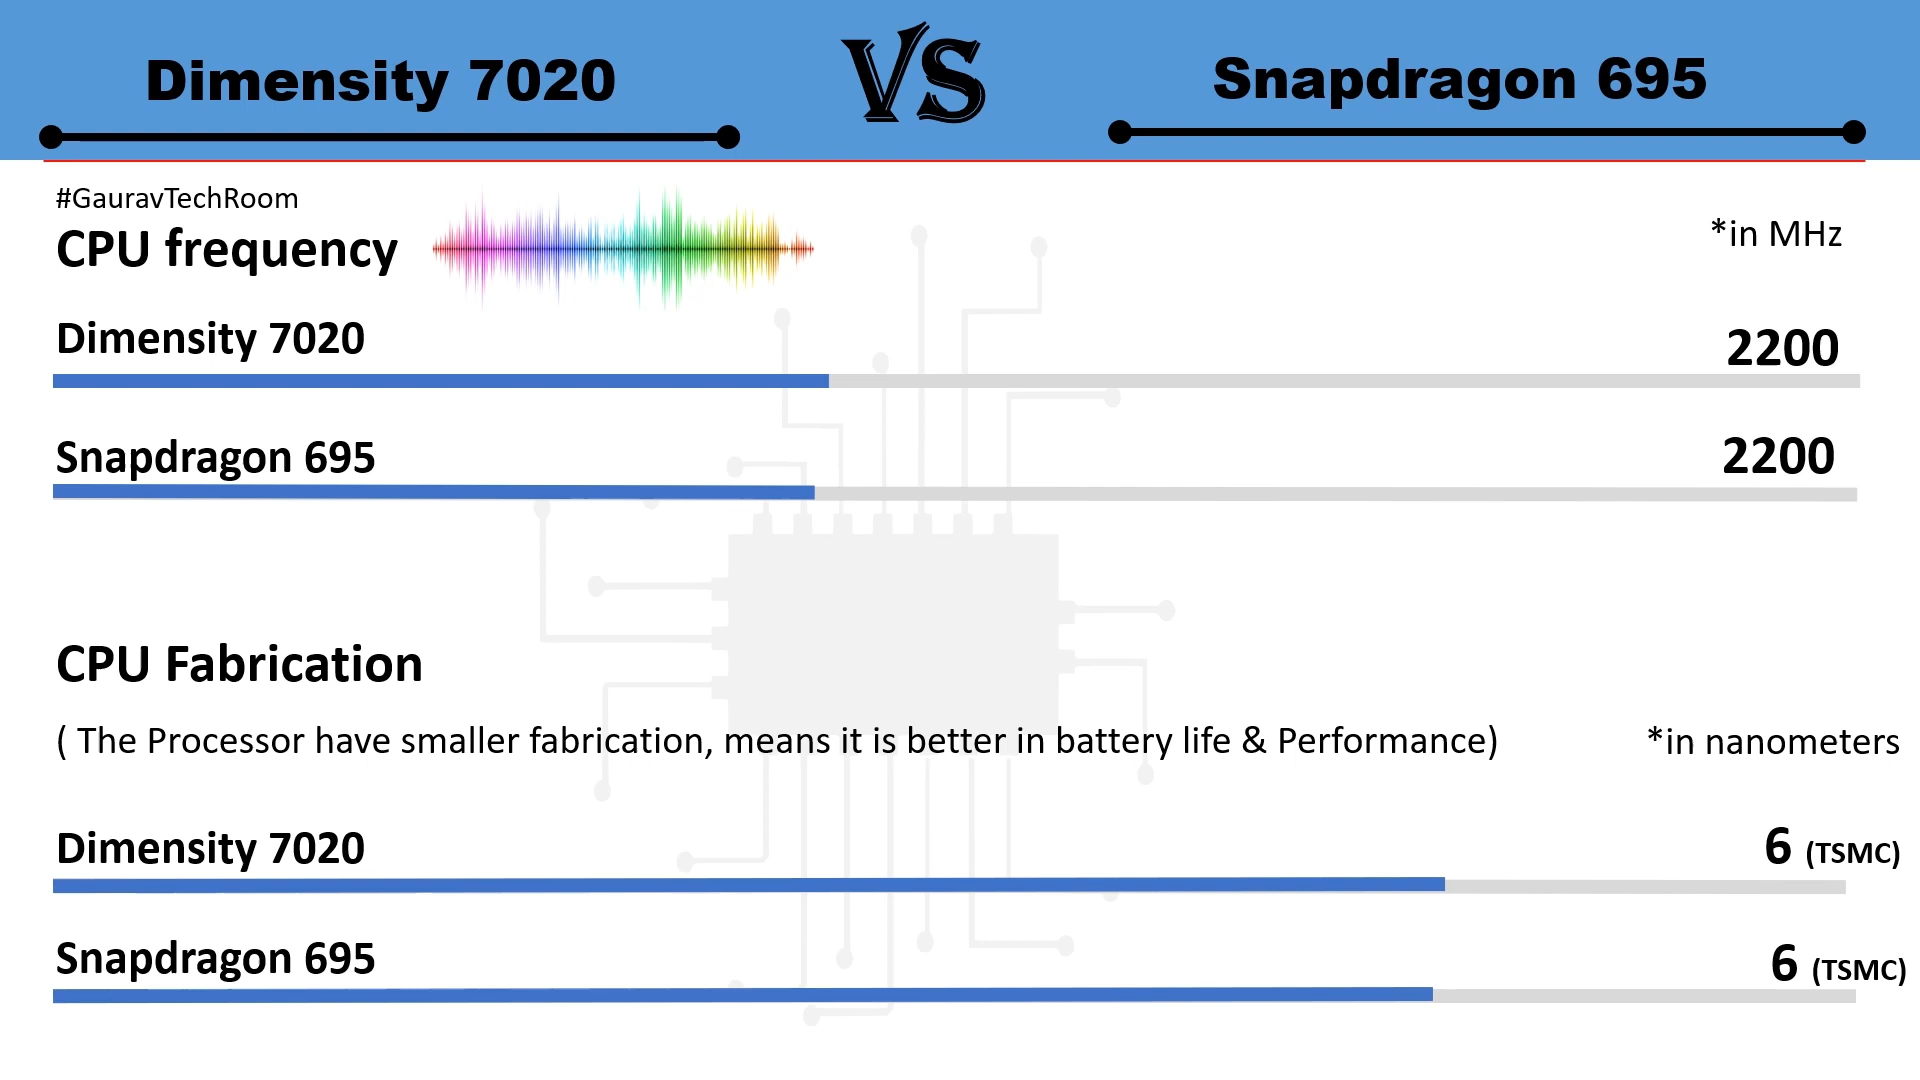 Dimensity 7020 VS Snapdragon 695
#GauravTechRoom
CPU frequency *in MHz
Dimensity 7020 2200
Snapdragon 695 2200
CPU Fabrication
( The Processor have smaller fabrication, means it is better in battery life & Performance) *in nanometers
Dimensity 7020 6 (TSMC)
Snapdragon 695 6 (TSMC)